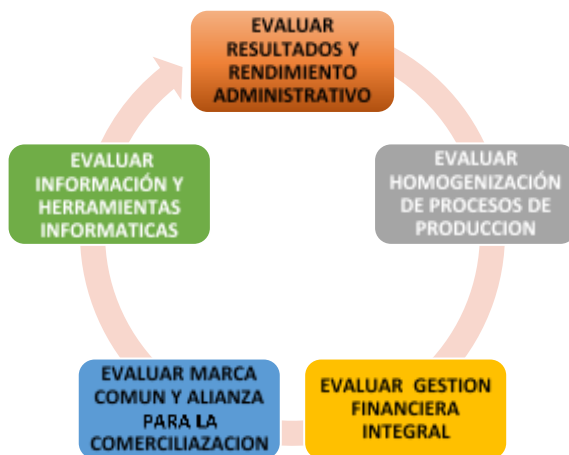 EVALUAR
RESULTADOS Y
RENDIMIENTO
ADMINISTRATIVO
EVALUAR
HOMOGENIZACIÓN
DE PROCESOS DE
PRODUCCION
EVALUAR GESTION
FINANCIERA
INTEGRAL
EVALUAR MARCA
COMUN Y ALIANZA
PARA LA
COMERCILIAZACION
EVALUAR
INFORMACIÓN Y
HERRAMIENTAS
INFORMATICAS